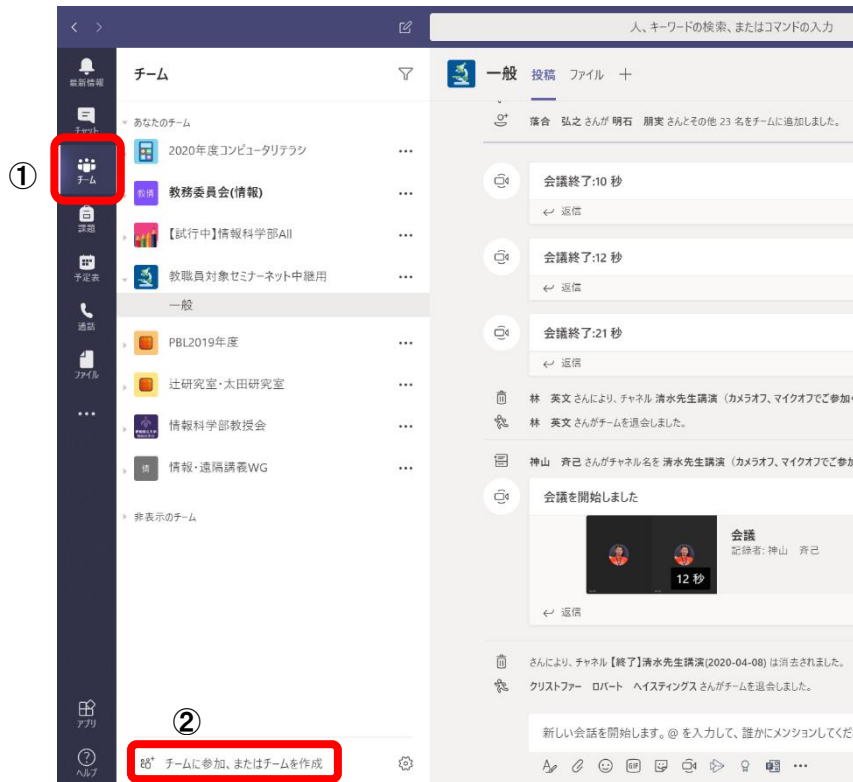 人、キーワードの検索、またはコマンドの入力
最新情報
チャット
①
チーム
課題
予定表
通話
ファイル
アプリ
ヘルプ
チーム
あなたのチーム
2020年度コンピュータリテラシ
教情 教務委員会(情報)
【試行中】情報科学部All
教職員対象セミナーネット中継用
一般
PBL2019年度
辻研究室・太田研究室
情報科学部教授会
情 情報・遠隔講義WG
非表示のチーム
②
チームに参加、またはチームを作成
一般 投稿 ファイル
落合 弘之 さんが 明石 朋実 さんとその他 23 名をチームに追加しました。
会議終了:10 秒
返信
会議終了:12 秒
返信
会議終了:21 秒
返信
林 英文 さんにより、チャネル 清水先生講演（カメラオフ、マイクオフでご参加
林 英文 さんがチームを退会しました。
神山 斉己 さんがチャネル名を 清水先生講演（カメラオフ、マイクオフでご参加
会議を開始しました
会議
記録者: 神山 斉己
12 秒
返信
さんにより、チャネル 【終了】清水先生講演(2020-04-08) は消去されました。
クリストファー ロバート ヘイスティングス さんがチームを退会しました。
新しい会話を開始します。@ を入力して、誰かにメンションしてくだ
GIF